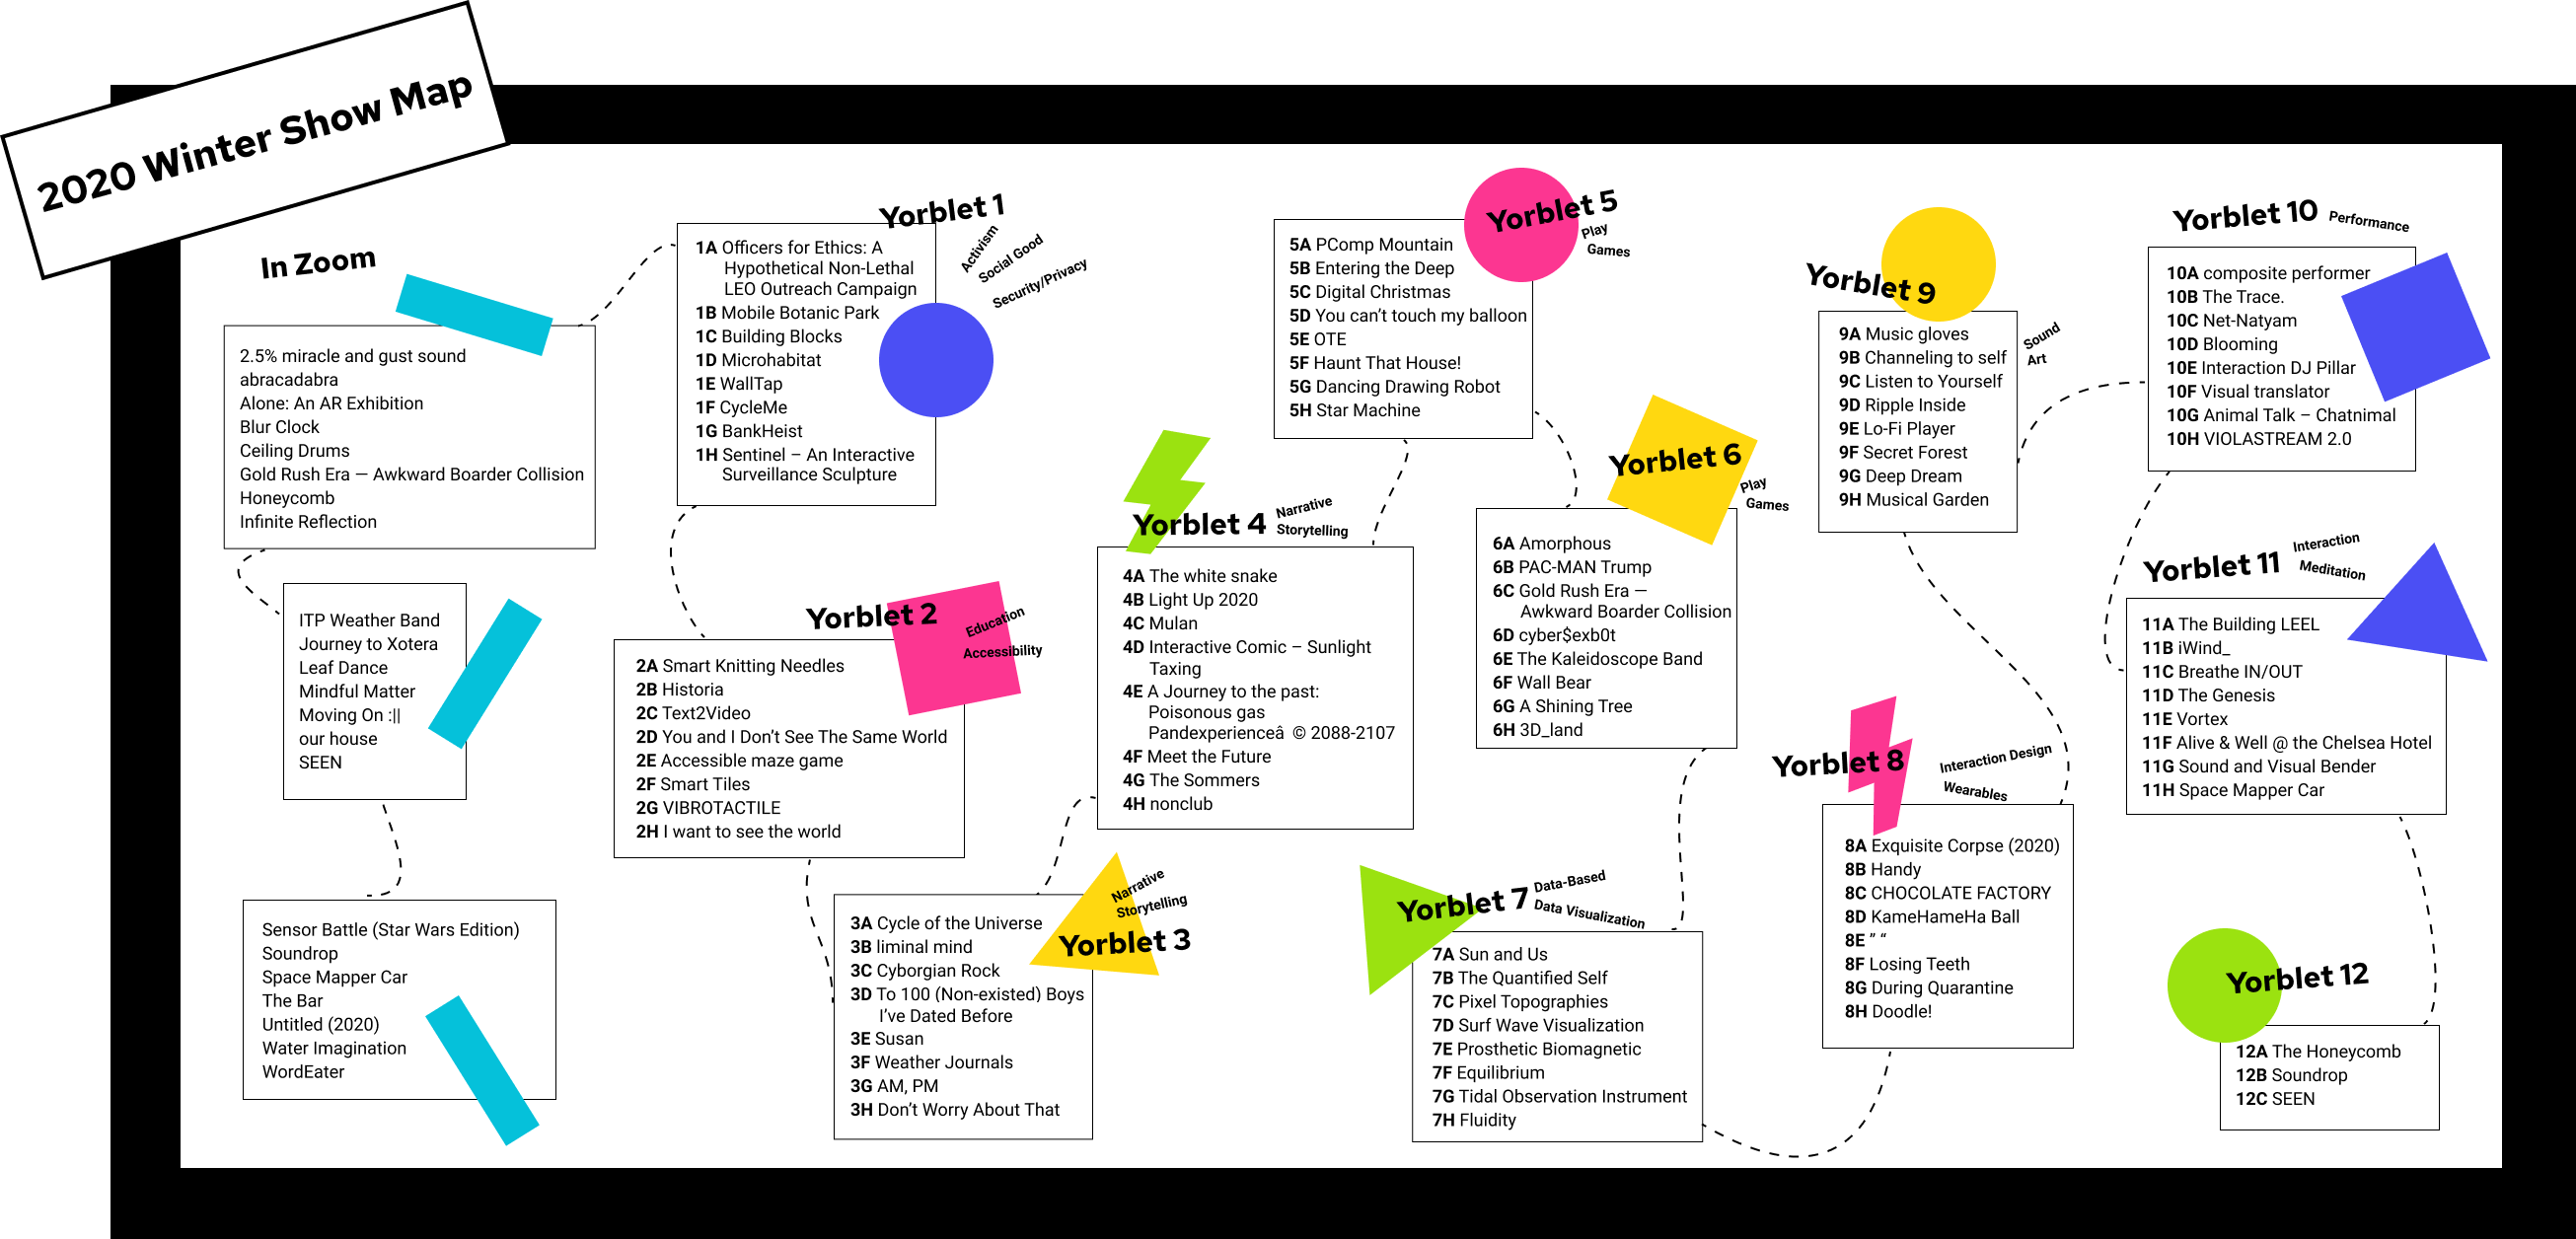 2020 Winter Show Map
In Zoom
2.5% miracle and gust sound
abracadabra
Alone: An AR Exhibition
Blur Clock
Ceiling Drums
Gold Rush Era — Awkward Boarder Collision
Honeycomb
Infinite Reflection
ITP Weather Band
Journey to Xotera
Leaf Dance
Mindful Matter
Moving On :||
our house
SEEN
Sensor Battle (Star Wars Edition)
Soundrop
Space Mapper Car
The Bar
Untitled (2020)
Water Imagination
WordEater
Yorblet 1
Activism
Social Good
Security/Privacy
1A Officers for Ethics: A
Hypothetical Non-Lethal
LEO Outreach Campaign
1B Mobile Botanic Park
1C Building Blocks
1D Microhabitat
1E WallTap
1F CycleMe
1G BankHeist
1H Sentinel – An Interactive
Surveillance Sculpture
Yorblet 2
Education
Accessibility
2A Smart Knitting Needles
2B Historia
2C Text2Video
2D You and I Don’t See The Same World
2E Accessible maze game
2F Smart Tiles
2G VIBROTACTILE
2H I want to see the world
Narrative
Storytelling
Yorblet 3
3A Cycle of the Universe
3B liminal mind
3C Cyborgian Rock
3D To 100 (Non-existed) Boys
I’ve Dated Before
3E Susan
3F Weather Journals
3G AM, PM
3H Don’t Worry About That
Yorblet 4
Narrative
Storytelling
4A The white snake
4B Light Up 2020
4C Mulan
4D Interactive Comic – Sunlight
Taxing
4E A Journey to the past:
Poisonous gas
Pandexperienceâ © 2088-2107
4F Meet the Future
4G The Sommers
4H nonclub
Yorblet 5
Play
Games
5A PComp Mountain
5B Entering the Deep
5C Digital Christmas
5D You can’t touch my balloon
5E OTE
5F Haunt That House!
5G Dancing Drawing Robot
5H Star Machine
Yorblet 6
Play
Games
6A Amorphous
6B PAC-MAN Trump
6C Gold Rush Era —
Awkward Boarder Collision
6D cyber$exb0t
6E The Kaleidoscope Band
6F Wall Bear
6G A Shining Tree
6H 3D_land
Yorblet 7
Data-Based
Data Visualization
7A Sun and Us
7B The Quantified Self
7C Pixel Topographies
7D Surf Wave Visualization
7E Prosthetic Biomagnetic
7F Equilibrium
7G Tidal Observation Instrument
7H Fluidity
Yorblet 8
Interaction Design
Wearables
8A Exquisite Corpse (2020)
8B Handy
8C CHOCOLATE FACTORY
8D KameHameHa Ball
8E ” “
8F Losing Teeth
8G During Quarantine
8H Doodle!
Yorblet 9
Sound
Art
9A Music gloves
9B Channeling to self
9C Listen to Yourself
9D Ripple Inside
9E Lo-Fi Player
9F Secret Forest
9G Deep Dream
9H Musical Garden
Yorblet 10
Performance
10A composite performer
10B The Trace.
10C Net-Natyam
10D Blooming
10E Interaction DJ Pillar
10F Visual translator
10G Animal Talk – Chatnimal
10H VIOLASTREAM 2.0
Yorblet 11
Interaction
Meditation
11A The Building LEEL
11B iWind_
11C Breathe IN/OUT
11D The Genesis
11E Vortex
11F Alive & Well @ the Chelsea Hotel
11G Sound and Visual Bender
11H Space Mapper Car
Yorblet 12
12A The Honeycomb
12B Soundrop
12C SEEN